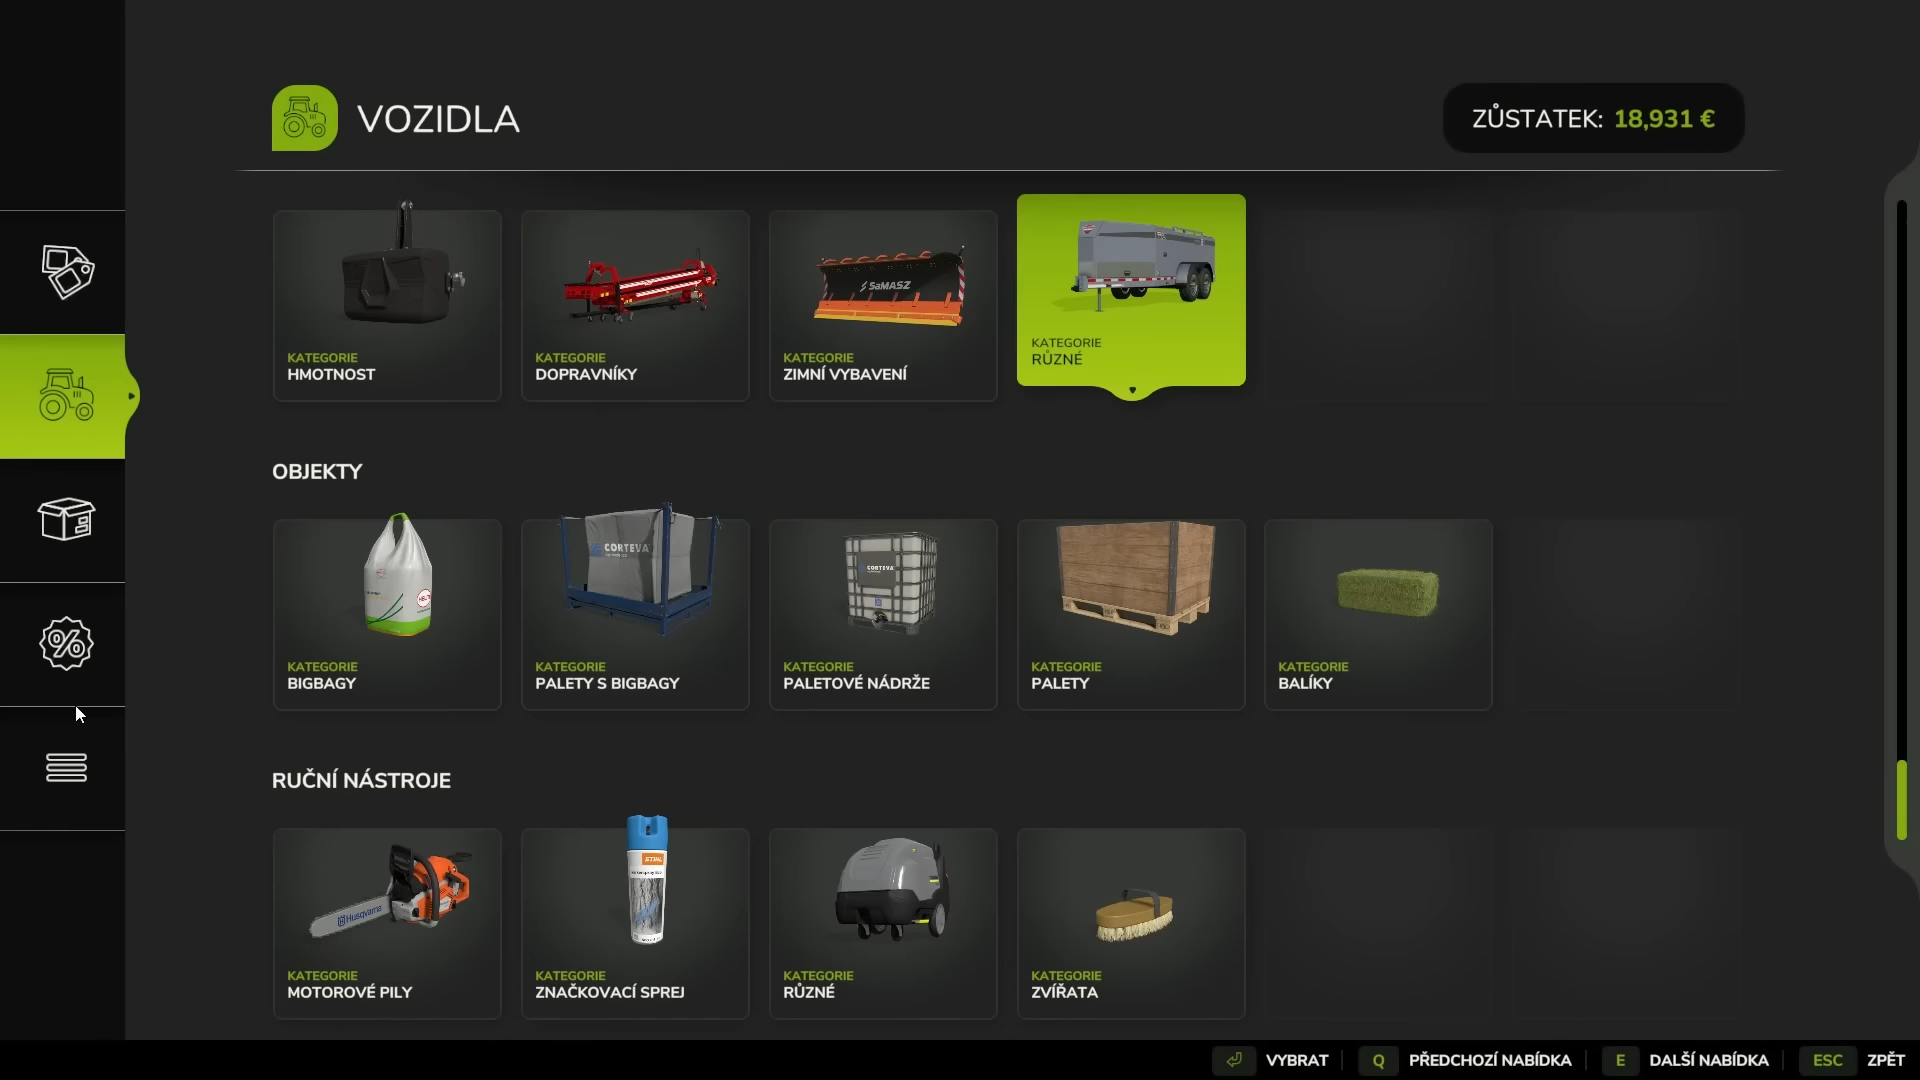 VOZIDLA
ZŮSTATEK: 18,931 €
KATEGORIE
HMOTNOST
KATEGORIE
DOPRAVNÍKY
SaMASZ
KATEGORIE
ZIMNÍ VYBAVENÍ
KATEGORIE
RŮZNÉ
OBJEKTY
KATEGORIE
BIGBAGY
CORTEVA
KATEGORIE
PALETY S BIGBAGY
CORTEVA
KATEGORIE
PALETOVÉ NÁDRŽE
KATEGORIE
PALETY
KATEGORIE
BALÍKY
RUČNÍ NÁSTROJE
Husqvarna
KATEGORIE
MOTOROVÉ PILY
STIHL
KATEGORIE
ZNAČKOVACÍ SPREJ
KATEGORIE
RŮZNÉ
KATEGORIE
ZVÍŘATA
VYBRAT
Q PŘEDCHOZÍ NABÍDKA
E DALŠÍ NABÍDKA
ESC ZPĚT